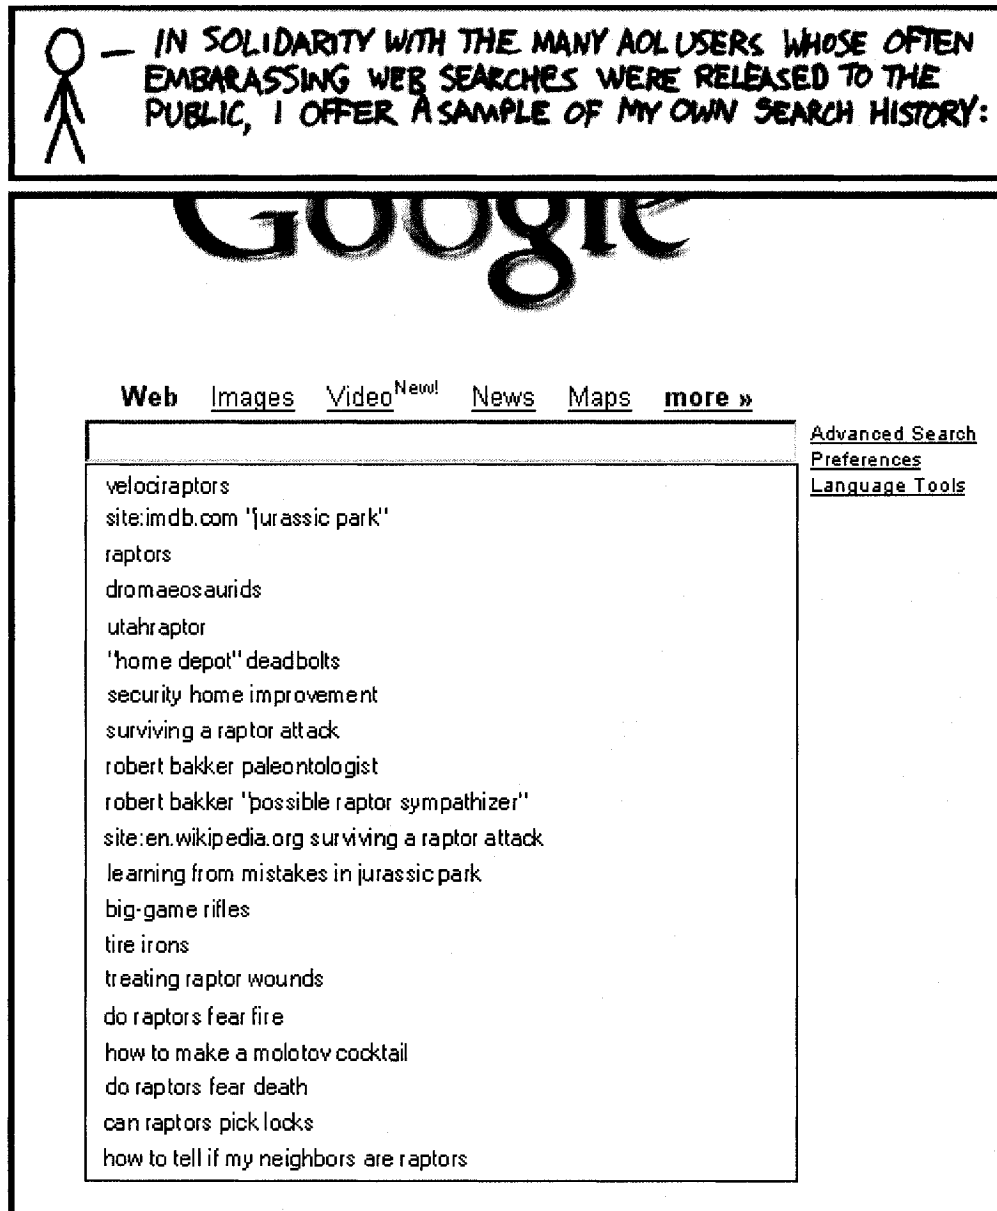 IN SOLIDARITY WITH THE MANY AOL USERS WHOSE OFTEN
EMBARASSING WEB SEARCHES WERE RELEASED TO THE
PUBLIC, I OFFER A SAMPLE OF MY OWN SEARCH HISTORY:
Google
Web Images Video New! News Maps more »
Advanced Search
Preferences
Language Tools
velociraptors
site:imdb.com "jurassic park"
raptors
dromaeosaurids
utahraptor
"home depot" deadbolts
security home improvement
surviving a raptor attack
robert bakker paleontologist
robert bakker "possible raptor sympathizer"
site:en.wikipedia.org surviving a raptor attack
learning from mistakes in jurassic park
big-game rifles
tire irons
treating raptor wounds
do raptors fear fire
how to make a molotov cocktail
do raptors fear death
can raptors pick locks
how to tell if my neighbors are raptors